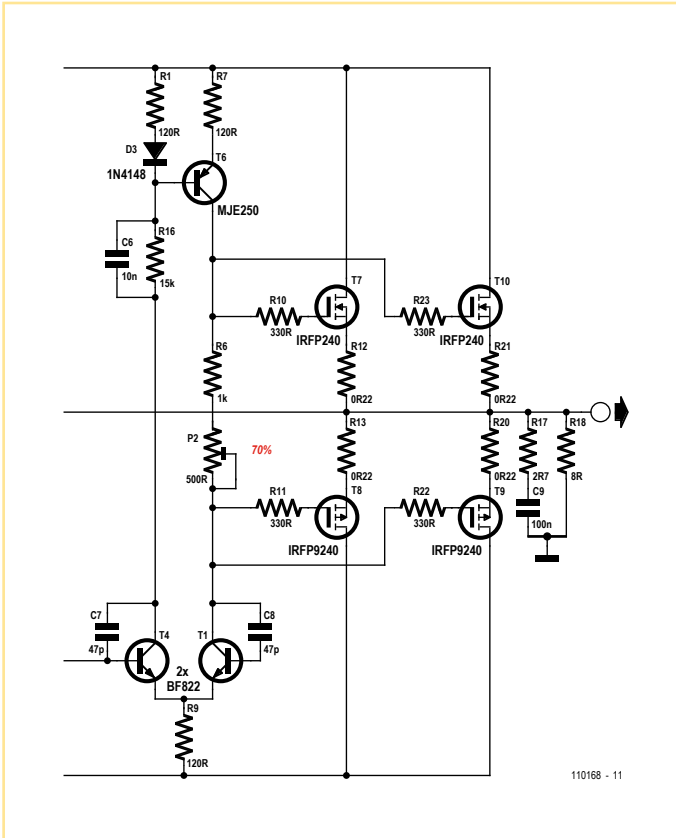 R1
R7
120R
120R
D3
T6
1N4148
MJE250
R16
C6
10n
15k
T7
T10
R10
R23
330R
330R
IRFP240
IRFP240
R6
R12
R21
1k
0R22
0R22
P2
70%
R13
R20
R17
R18
500R
0R22
0R22
2R7
8R
T8
T9
C9
R11
R22
100n
330R
330R
IRFP9240
IRFP9240
C7
C8
T4
T1
47p
47p
2x
BF822
R9
120R
110168 - 11